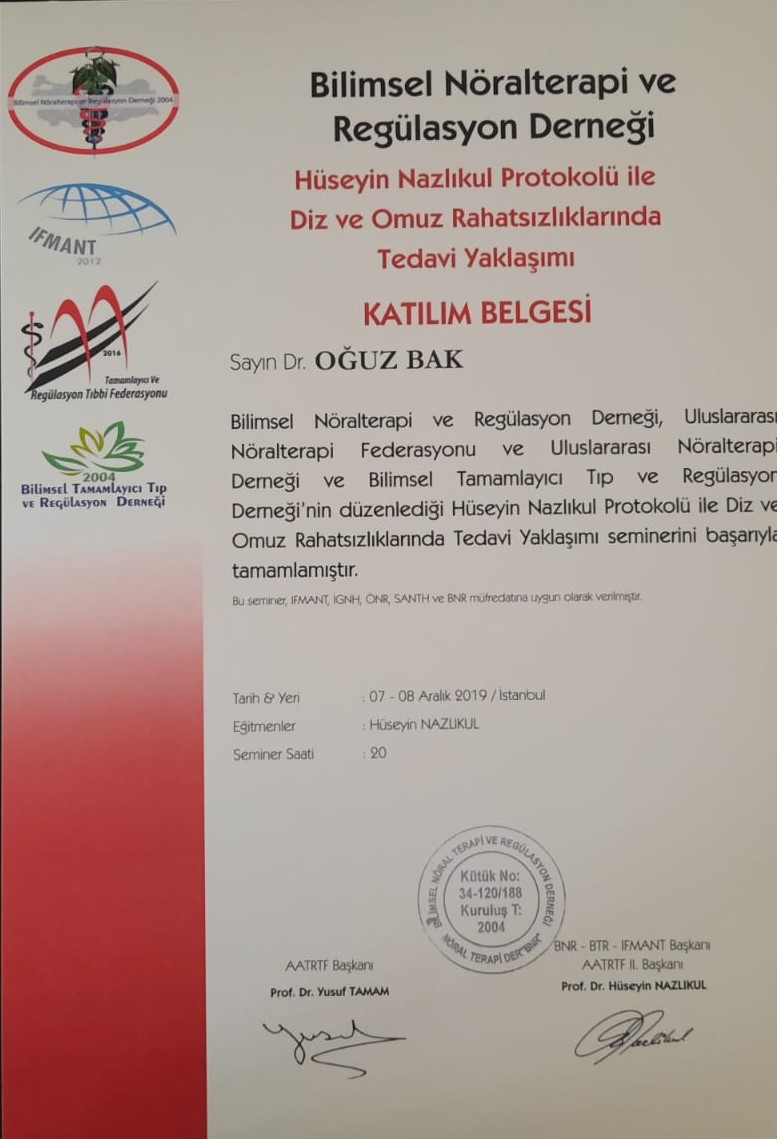 Bilimsel Nöralterapi ve Regülasyon Derneği 2004
IFMANT
2012
2016
Tamamlayıcı Ve
Regülasyon Tıbbi Federasyonu
2004
Bilimsel Tamamlayıcı Tıp
ve Regülasyon Derneği
Bilimsel Nöralterapi ve
Regülasyon Derneği
Hüseyin Nazlıkul Protokolü ile
Diz ve Omuz Rahatsızlıklarında
Tedavi Yaklaşımı
KATILIM BELGESİ
Sayın Dr. OĞUZ BAK
Bilimsel Nöralterapi ve Regülasyon Derneği, Uluslararası
Nöralterapi Federasyonu ve Uluslararası Nöralterapi
Derneği ve Bilimsel Tamamlayıcı Tıp ve Regülasyon
Derneği'nin düzenlediği Hüseyin Nazlıkul Protokolü ile Diz ve
Omuz Rahatsızlıklarında Tedavi Yaklaşımı seminerini başarıyla
tamamlamıştır.
Bu seminer, IFMANT, IGNH, ÖNR, SANTH ve BNR müfredatına uygun olarak verilmiştir.
Tarih & Yeri : 07 - 08 Aralık 2019 / İstanbul
Eğitmenler : Hüseyin NAZLIKUL
Seminer Saati : 20
BİLİMSEL NÖRAL TERAPİ VE REGÜLASYON DERNEĞİ
Kütük No:
34-120/188
Kuruluş T:
2004
NÖRAL TERAPİ DER "BNR"
AATRTF Başkanı
Prof. Dr. Yusuf TAMAM
BNR - BTR - IFMANT Başkanı
AATRTF II. Başkanı
Prof. Dr. Hüseyin NAZLIKUL
Yusuf
Nazlıkul